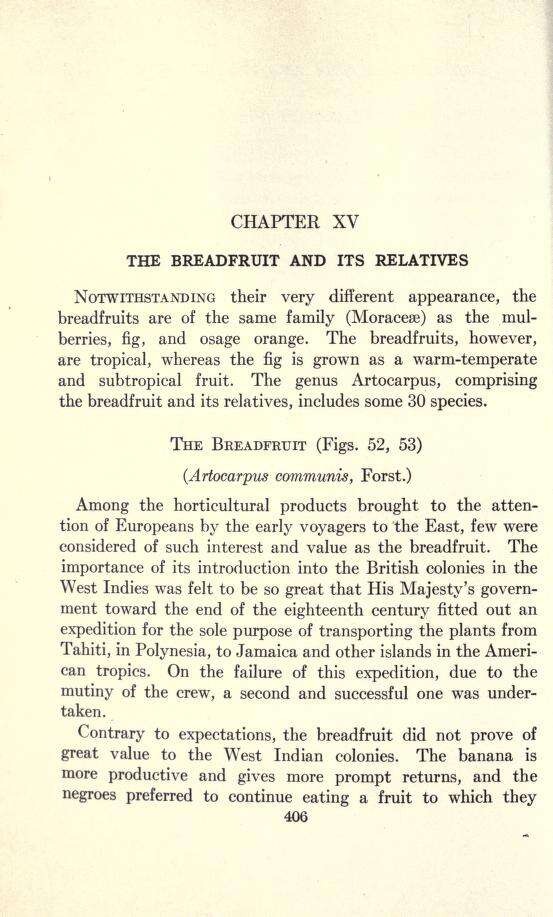 CHAPTER XV
THE BREADFRUIT AND ITS RELATIVES
NOTWITHSTANDING their very different appearance, the
breadfruits are of the same family (Moraceæ) as the mul-
berries, fig, and osage orange. The breadfruits, however,
are tropical, whereas the fig is grown as a warm-temperate
and subtropical fruit. The genus Artocarpus, comprising
the breadfruit and its relatives, includes some 30 species.
THE BREADFRUIT (Figs. 52, 53)
(Artocarpus communis, Forst.)
Among the horticultural products brought to the atten-
tion of Europeans by the early voyagers to the East, few were
considered of such interest and value as the breadfruit. The
importance of its introduction into the British colonies in the
West Indies was felt to be so great that His Majesty's govern-
ment toward the end of the eighteenth century fitted out an
expedition for the sole purpose of transporting the plants from
Tahiti, in Polynesia, to Jamaica and other islands in the Ameri-
can tropics. On the failure of this expedition, due to the
mutiny of the crew, a second and successful one was under-
taken.
Contrary to expectations, the breadfruit did not prove of
great value to the West Indian colonies. The banana is
more productive and gives more prompt returns, and the
negroes preferred to continue eating a fruit to which they
406